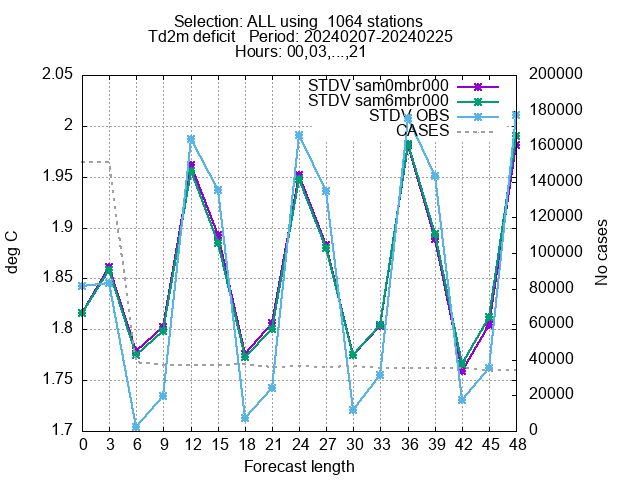 Selection: ALL using  1064 stations
Td2m deficit   Period: 20240207-20240225
Hours: 00,03,...,21
STDV sam0mbr000
STDV sam6mbr000
STDV OBS
CASES
deg C
2.05
2
1.95
1.9
1.85
1.8
1.75
1.7
200000
180000
160000
140000
120000
100000
80000
60000
40000
20000
0
No cases
0 3 6 9 12 15 18 21 24 27 30 33 36 39 42 45 48
Forecast length